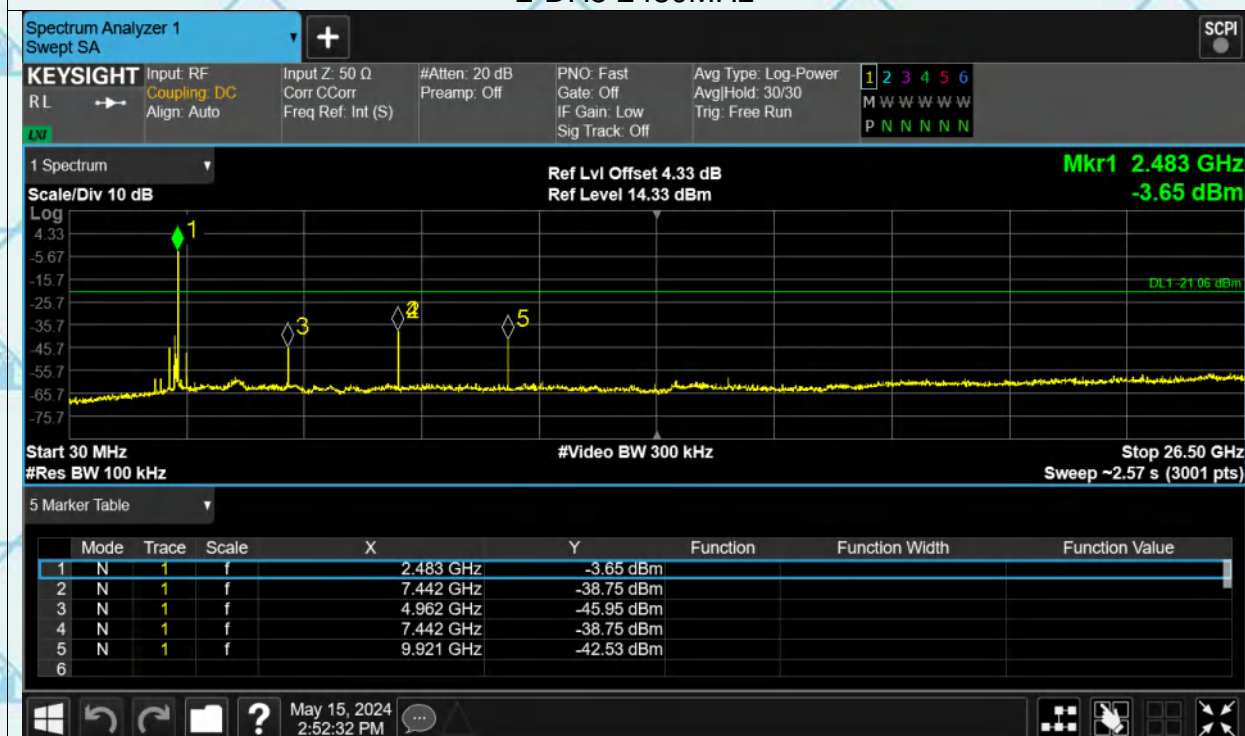 2-DH5 2480MHz
Spectrum Analyzer 1
Swept SA
SCPI
KEYSIGHT
RL
LXI
Input: RF
Coupling: DC
Align: Auto
Input Z: 50 Ω
Corr CCorr
Freq Ref: Int (S)
#Atten: 20 dB
Preamp: Off
PNO: Fast
Gate: Off
IF Gain: Low
Sig Track: Off
Avg Type: Log-Power
Avg|Hold: 30/30
Trig: Free Run
1 2 3 4 5 6
M W W W W W
P N N N N N
1 Spectrum
Scale/Div 10 dB
Ref Lvl Offset 4.33 dB
Ref Level 14.33 dBm
Mkr1 2.483 GHz
-3.65 dBm
Log
4.33
-5.67
-15.7
-25.7
-35.7
-45.7
-55.7
-65.7
-75.7
1
3
2
4
5
DL1 -21.06 dBm
Start 30 MHz
#Res BW 100 kHz
#Video BW 300 kHz
Stop 26.50 GHz
Sweep ~2.57 s (3001 pts)
5 Marker Table
Mode Trace Scale X Y Function Function Width Function Value
1 N 1 f 2.483 GHz -3.65 dBm
2 N 1 f 7.442 GHz -38.75 dBm
3 N 1 f 4.962 GHz -45.95 dBm
4 N 1 f 7.442 GHz -38.75 dBm
5 N 1 f 9.921 GHz -42.53 dBm
6
?
May 15, 2024
2:52:32 PM